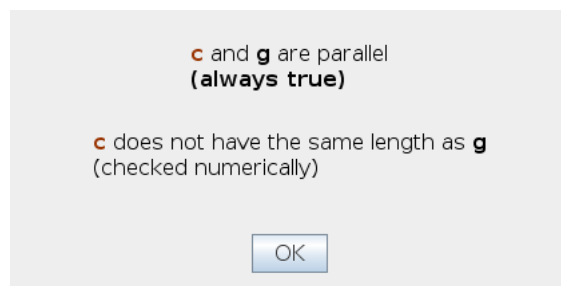 c and g are parallel
(always true)
c does not have the same length as g
(checked numerically)
OK